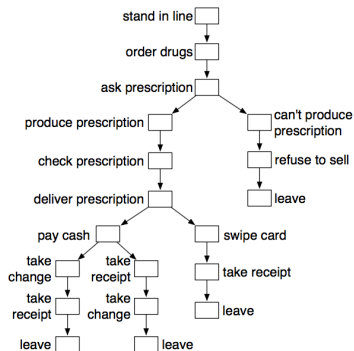 stand in line
order drugs
ask prescription
produce prescription
can't produce
prescription
check prescription
refuse to sell
deliver prescription
leave
pay cash
swipe card
take
change
take
receipt
take receipt
take
receipt
take
change
leave
leave
leave